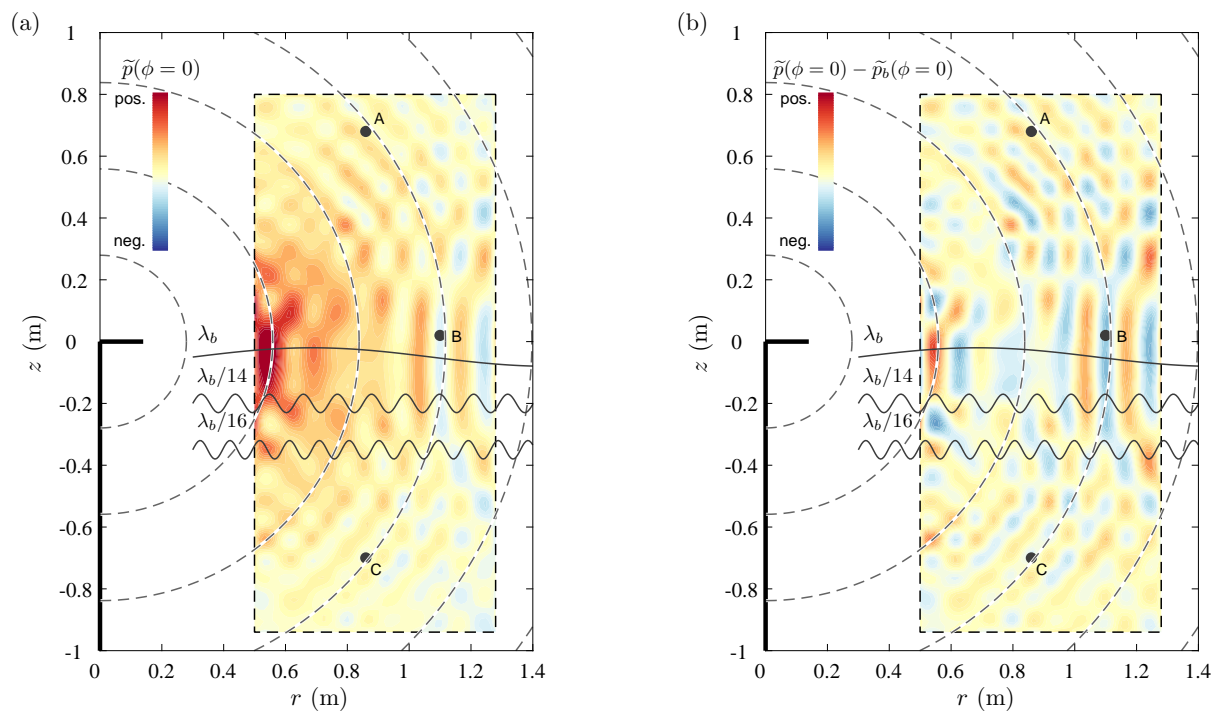 (a)
1
0.8
0.6
0.4
0.2
0
-0.2
-0.4
-0.6
-0.8
-1
z (m)
0 0.2 0.4 0.6 0.8 1 1.2 1.4
r (m)
p̃(ϕ = 0)
pos.
neg.
A
B
C
λb
λb/14
λb/16
(b)
1
0.8
0.6
0.4
0.2
0
-0.2
-0.4
-0.6
-0.8
-1
z (m)
0 0.2 0.4 0.6 0.8 1 1.2 1.4
r (m)
p̃(ϕ = 0) − p̃b(ϕ = 0)
pos.
neg.
A
B
C
λb
λb/14
λb/16